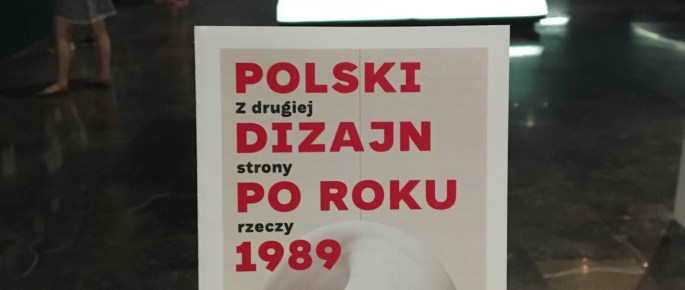 POLSKI
Z drugiej
DIZAJN
strony
PO ROKU
rzeczy
1989